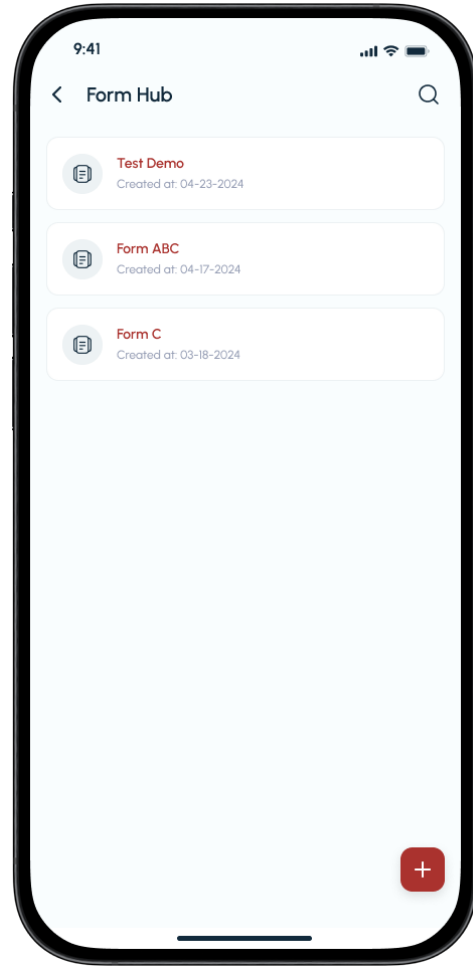 9:41
Form Hub
Test Demo
Created at: 04-23-2024
Form ABC
Created at: 04-17-2024
Form C
Created at: 03-18-2024